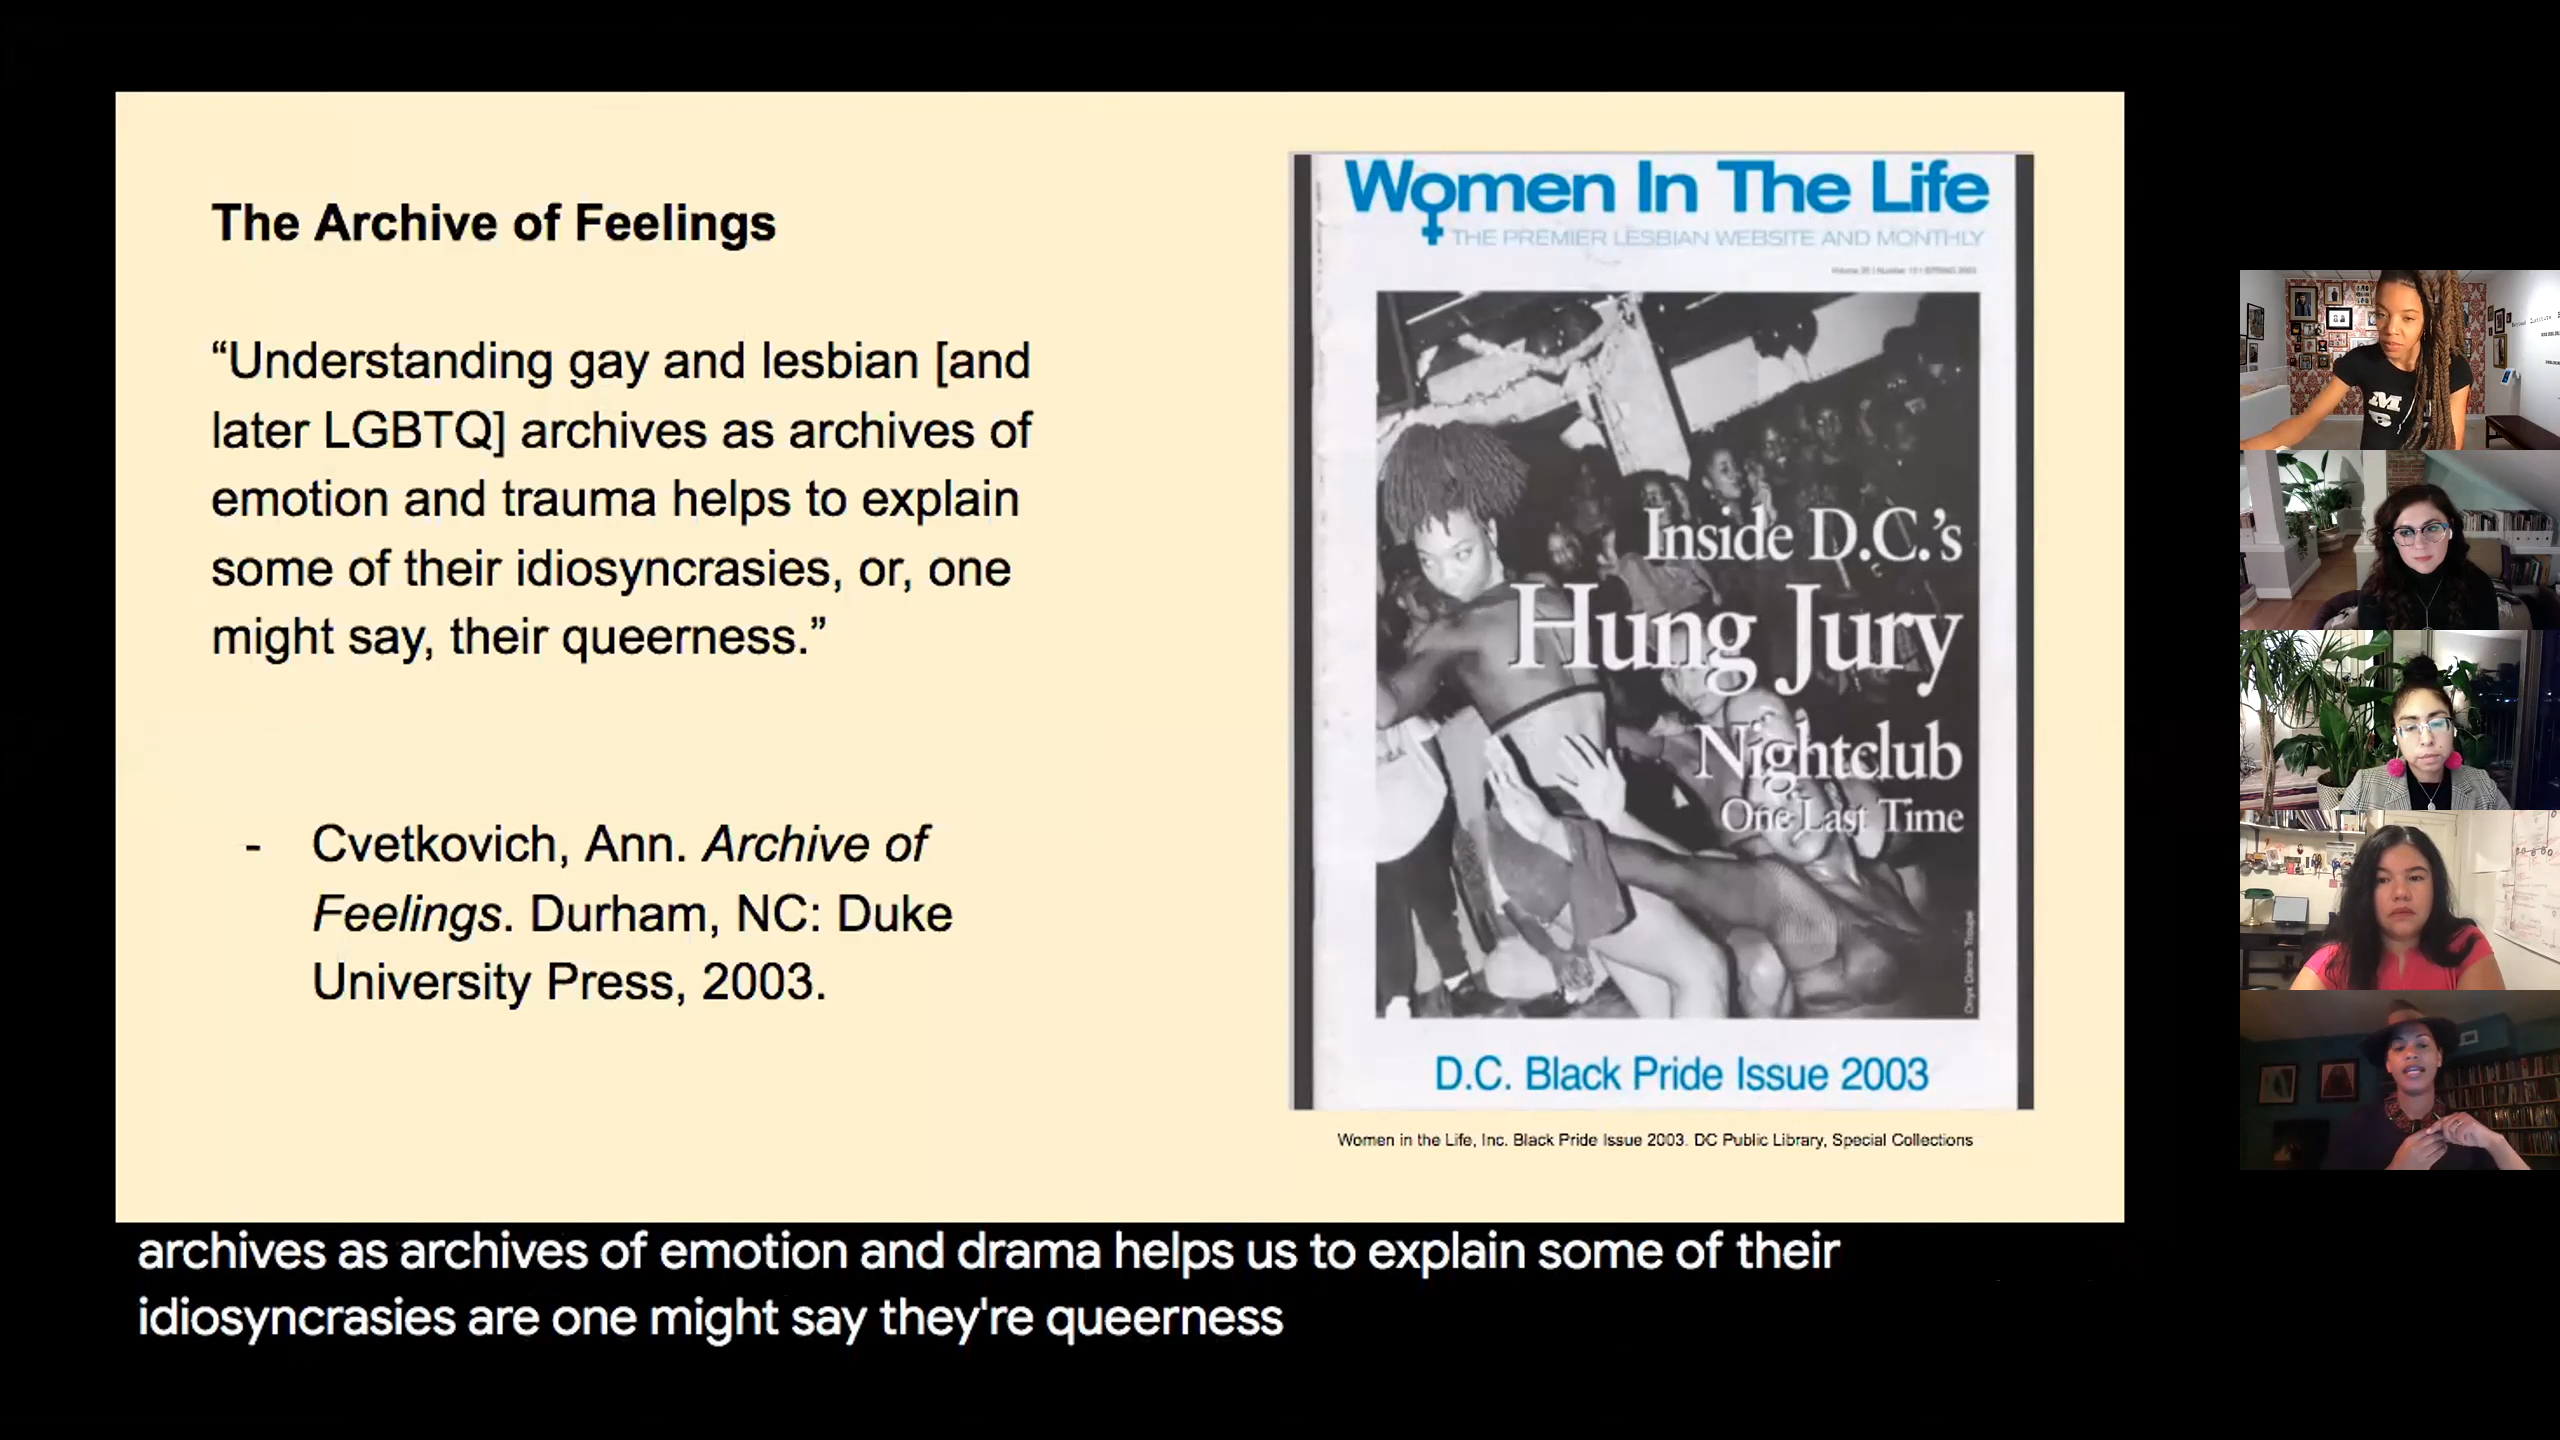 The Archive of Feelings
“Understanding gay and lesbian [and
later LGBTQ] archives as archives of
emotion and trauma helps to explain
some of their idiosyncrasies, or, one
might say, their queerness.”
- Cvetkovich, Ann. Archive of
Feelings. Durham, NC: Duke
University Press, 2003.
Women In The Life
THE PREMIER LESBIAN WEBSITE AND MONTHLY
Inside D.C.’s
Hung Jury
Nightclub
One Last Time
Onyx Dance Troupe
D.C. Black Pride Issue 2003
Women in the Life, Inc. Black Pride Issue 2003. DC Public Library, Special Collections
M
B
archives as archives of emotion and drama helps us to explain some of their
idiosyncrasies are one might say they're queerness